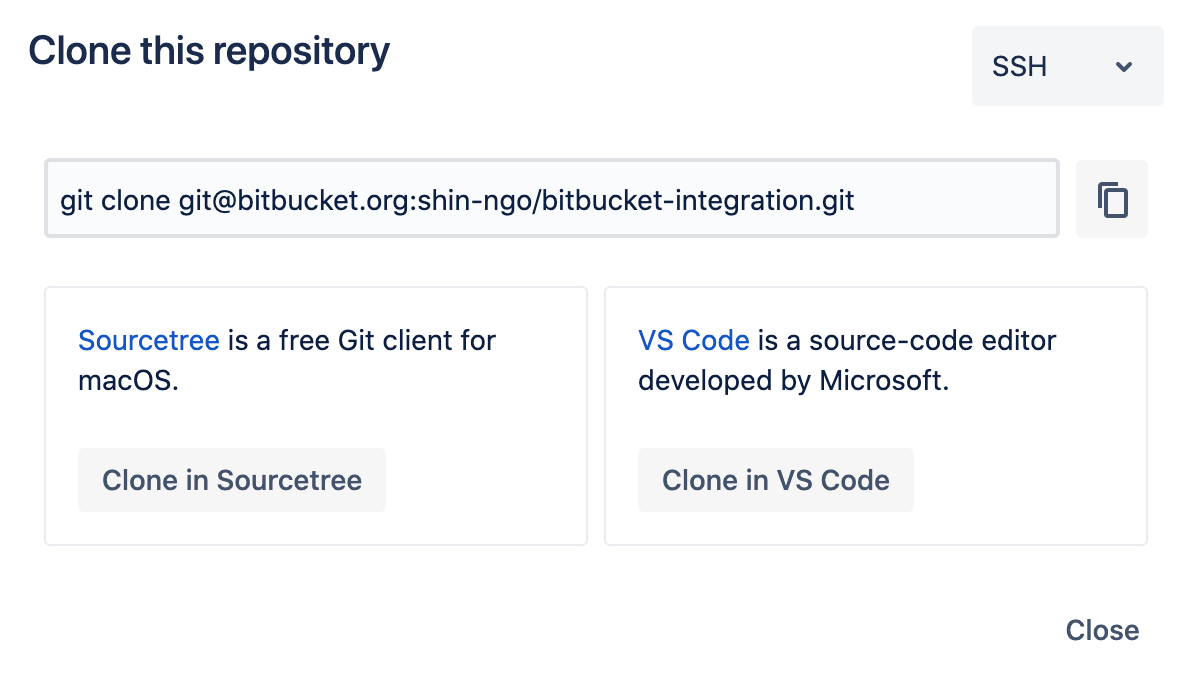 Clone this repository
SSH
git clone git@bitbucket.org:shin-ngo/bitbucket-integration.git
Sourcetree is a free Git client for
macOS.
Clone in Sourcetree
VS Code is a source-code editor
developed by Microsoft.
Clone in VS Code
Close